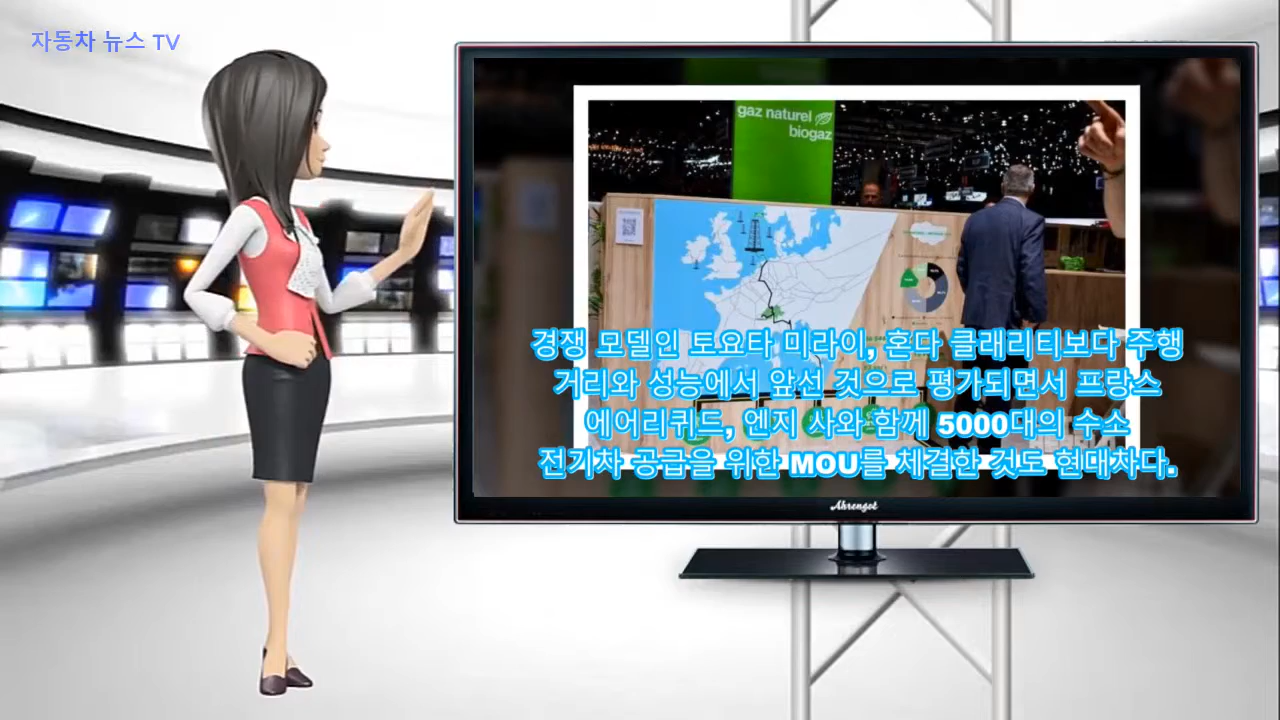 자동차 뉴스 TV
gaz naturel
biogaz
경쟁 모델인 토요타 미라이, 혼다 클래리티보다 주행
거리와 성능에서 앞선 것으로 평가되면서 프랑스
에어리퀴드, 엔지 사와 함께 5000대의 수소
전기차 공급을 위한 MOU를 체결한 것도 현대차다.
Ahrengot